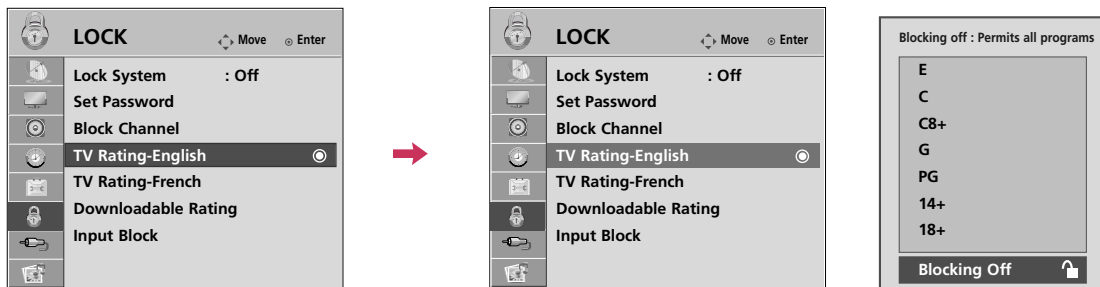 LOCK Move Enter
Lock System : Off
Set Password
Block Channel
TV Rating-English
TV Rating-French
Downloadable Rating
Input Block
LOCK Move Enter
Lock System : Off
Set Password
Block Channel
TV Rating-English
TV Rating-French
Downloadable Rating
Input Block
Blocking off : Permits all programs
E
C
C8+
G
PG
14+
18+
Blocking Off